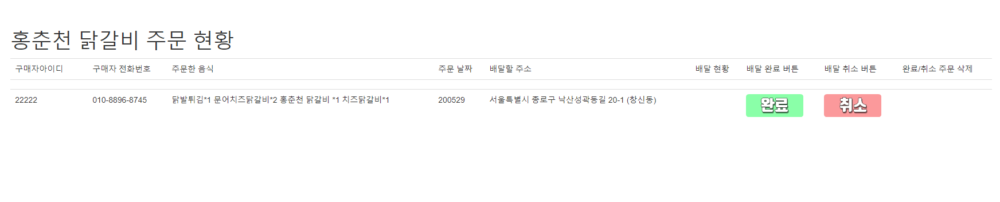 홍춘천 닭갈비 주문 현황
구매자아이디 구매자 전화번호 주문한 음식 주문 날짜 배달할 주소 배달 현황 배달 완료 버튼 배달 취소 버튼 완료/취소 주문 삭제
22222 010-8896-8745 닭발튀김*1 문어치즈닭갈비*2 홍춘천 닭갈비 *1 치즈닭갈비*1 200529 서울특별시 종로구 낙산성곽동길 20-1 (창신동) 완료 취소